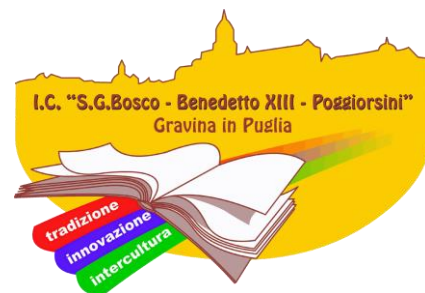 I.C. “S.G.Bosco - Benedetto XIII - Poggiorsini”
Gravina in Puglia
tradizione
innovazione
intercultura